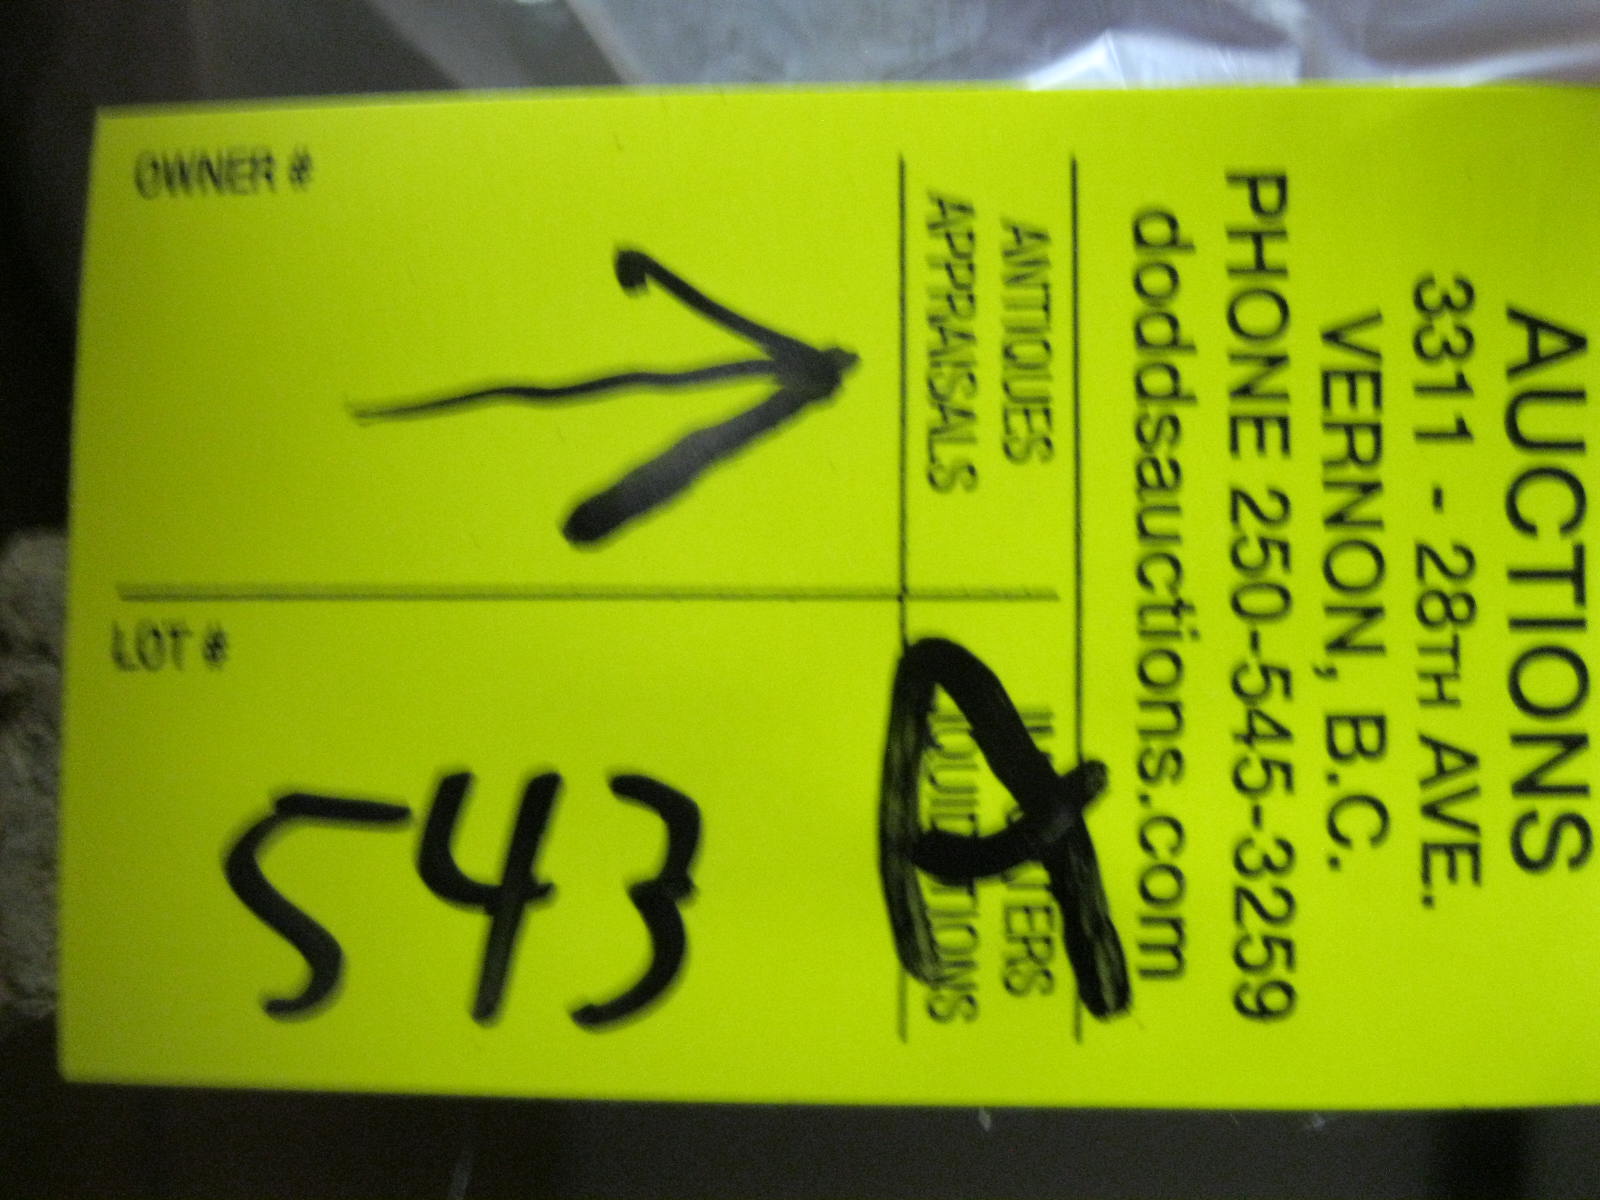 AUCTIONS
3311 - 28TH AVE.
VERNON, B.C.
PHONE 250-545-3259
doddsauctions.com
ANTIQUES
APPRAISALS
543
OWNER #
LOT #